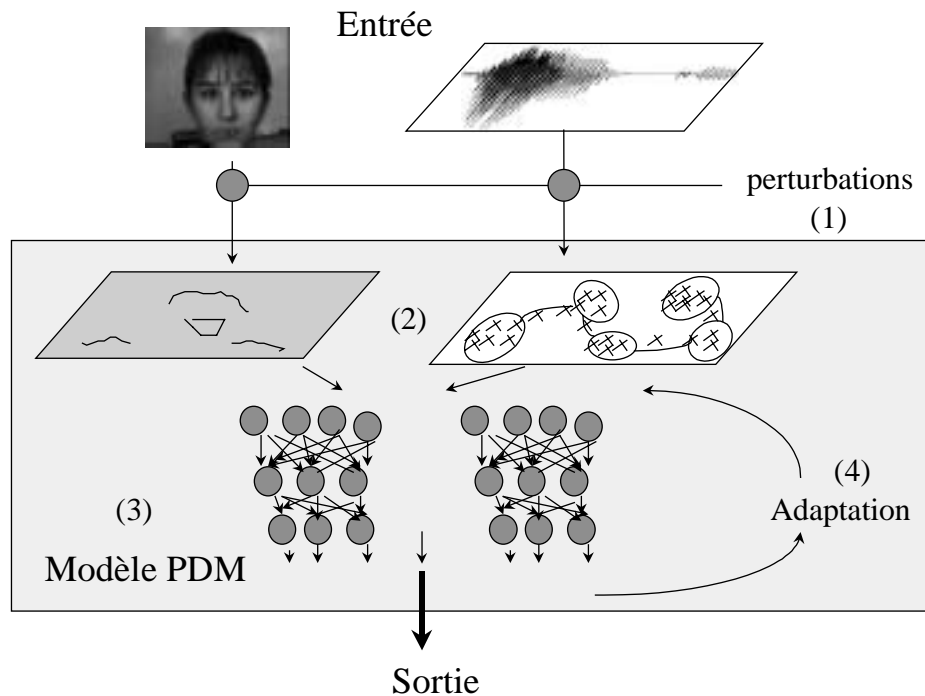 Entrée
perturbations
(1)
(2)
(3)
(4)
Adaptation
Modèle PDM
Sortie